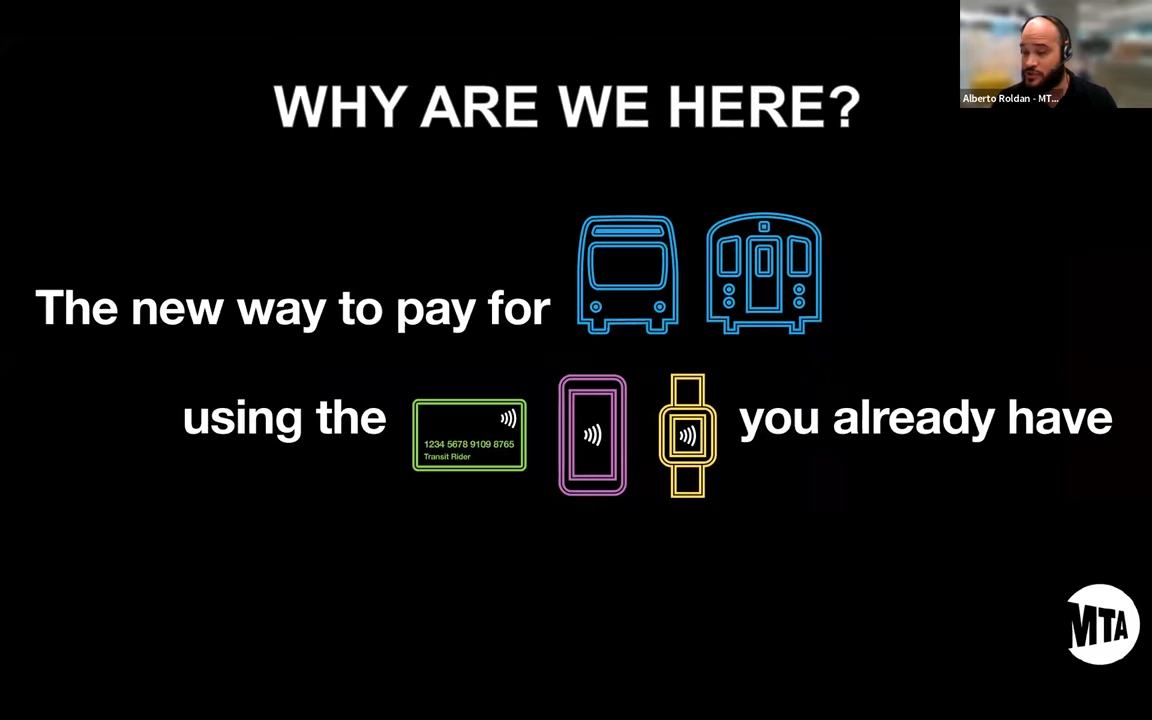 Alberto Roldan - MT...
WHY ARE WE HERE?
The new way to pay for
using the
1234 5678 9109 8765
Transit Rider
you already have
MTA